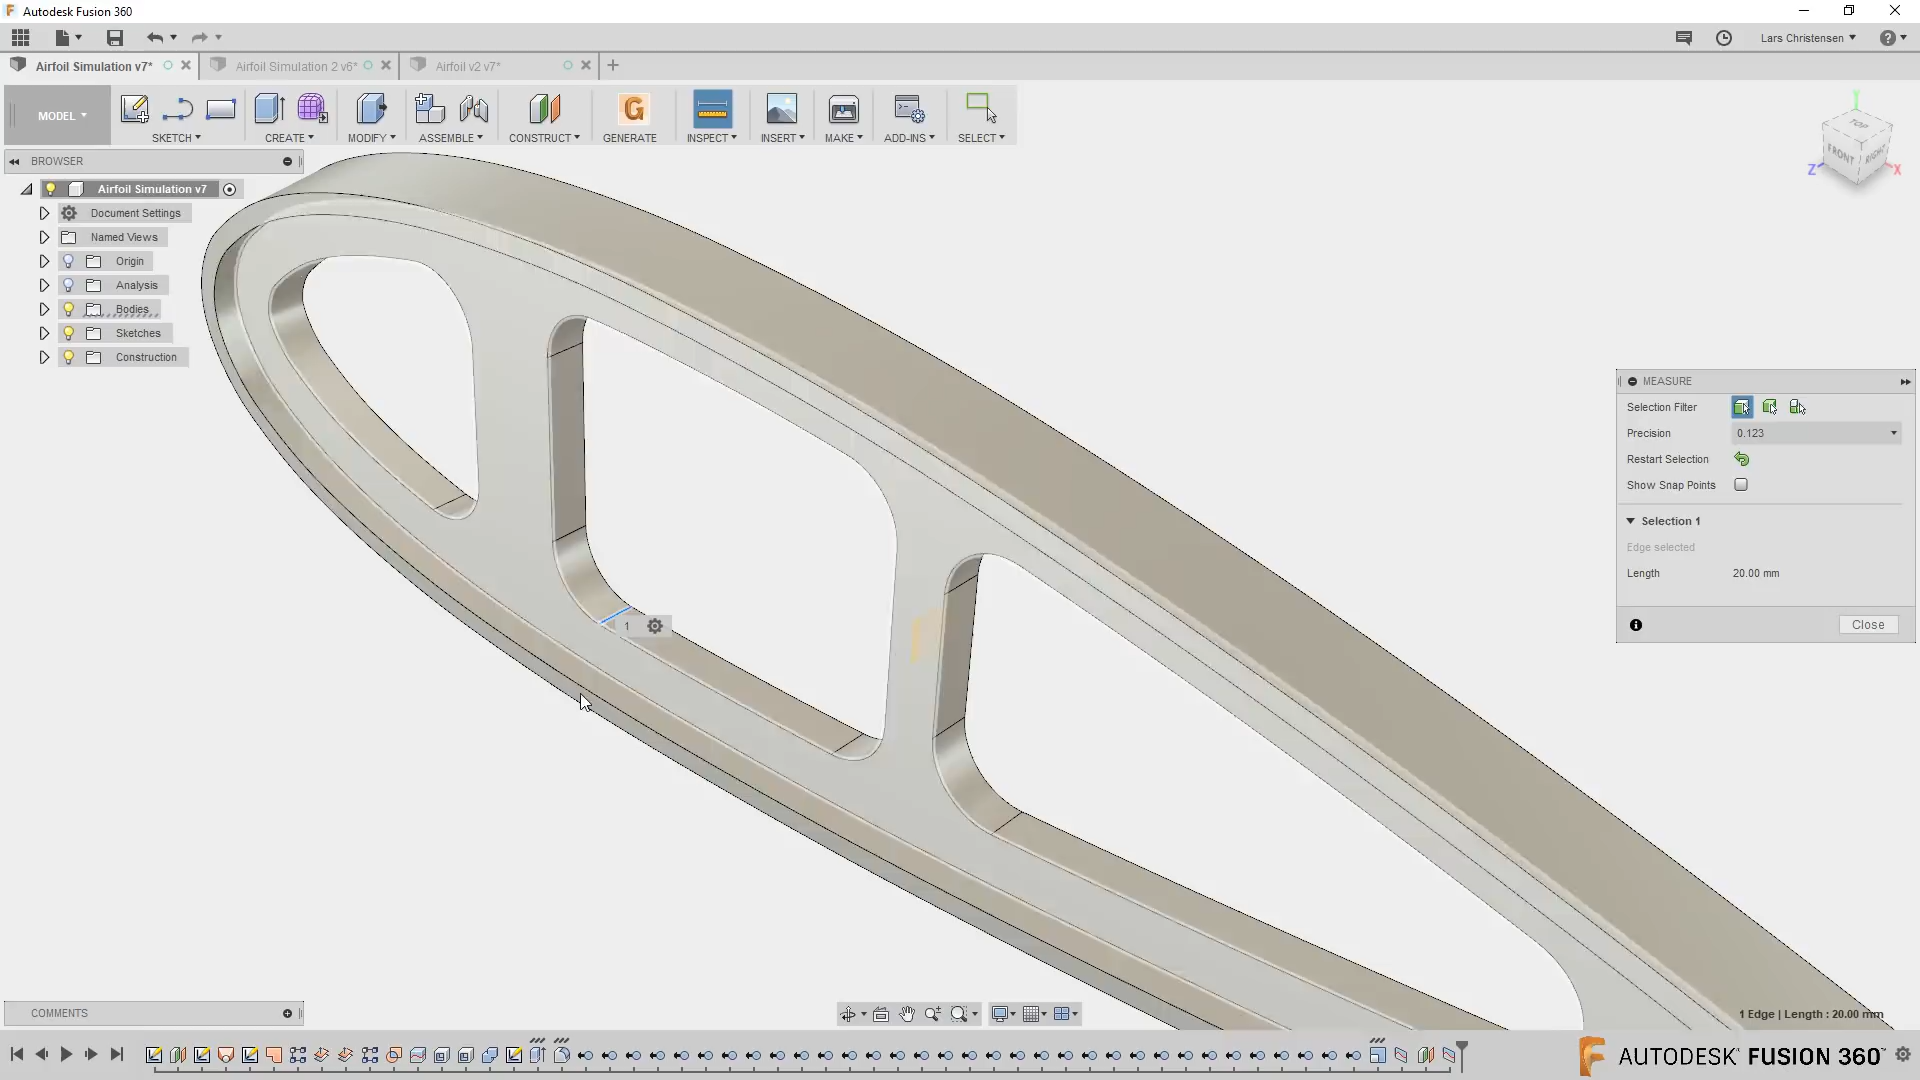 Autodesk Fusion 360
Lars Christensen
Airfoil Simulation v7*
Airfoil Simulation 2 v6*
Airfoil v2 v7*
MODEL
SKETCH
CREATE
MODIFY
ASSEMBLE
CONSTRUCT
GENERATE
INSPECT
INSERT
MAKE
ADD-INS
SELECT
BROWSER
Airfoil Simulation v7
Document Settings
Named Views
Origin
Analysis
Bodies
Sketches
Construction
Y
TOP
FRONT
RIGHT
Z
X
MEASURE
Selection Filter
Precision 0.123
Restart Selection
Show Snap Points
Selection 1
Edge selected
Length 20.00 mm
Close
1
COMMENTS
1 Edge | Length : 20.00 mm
AUTODESK FUSION 360